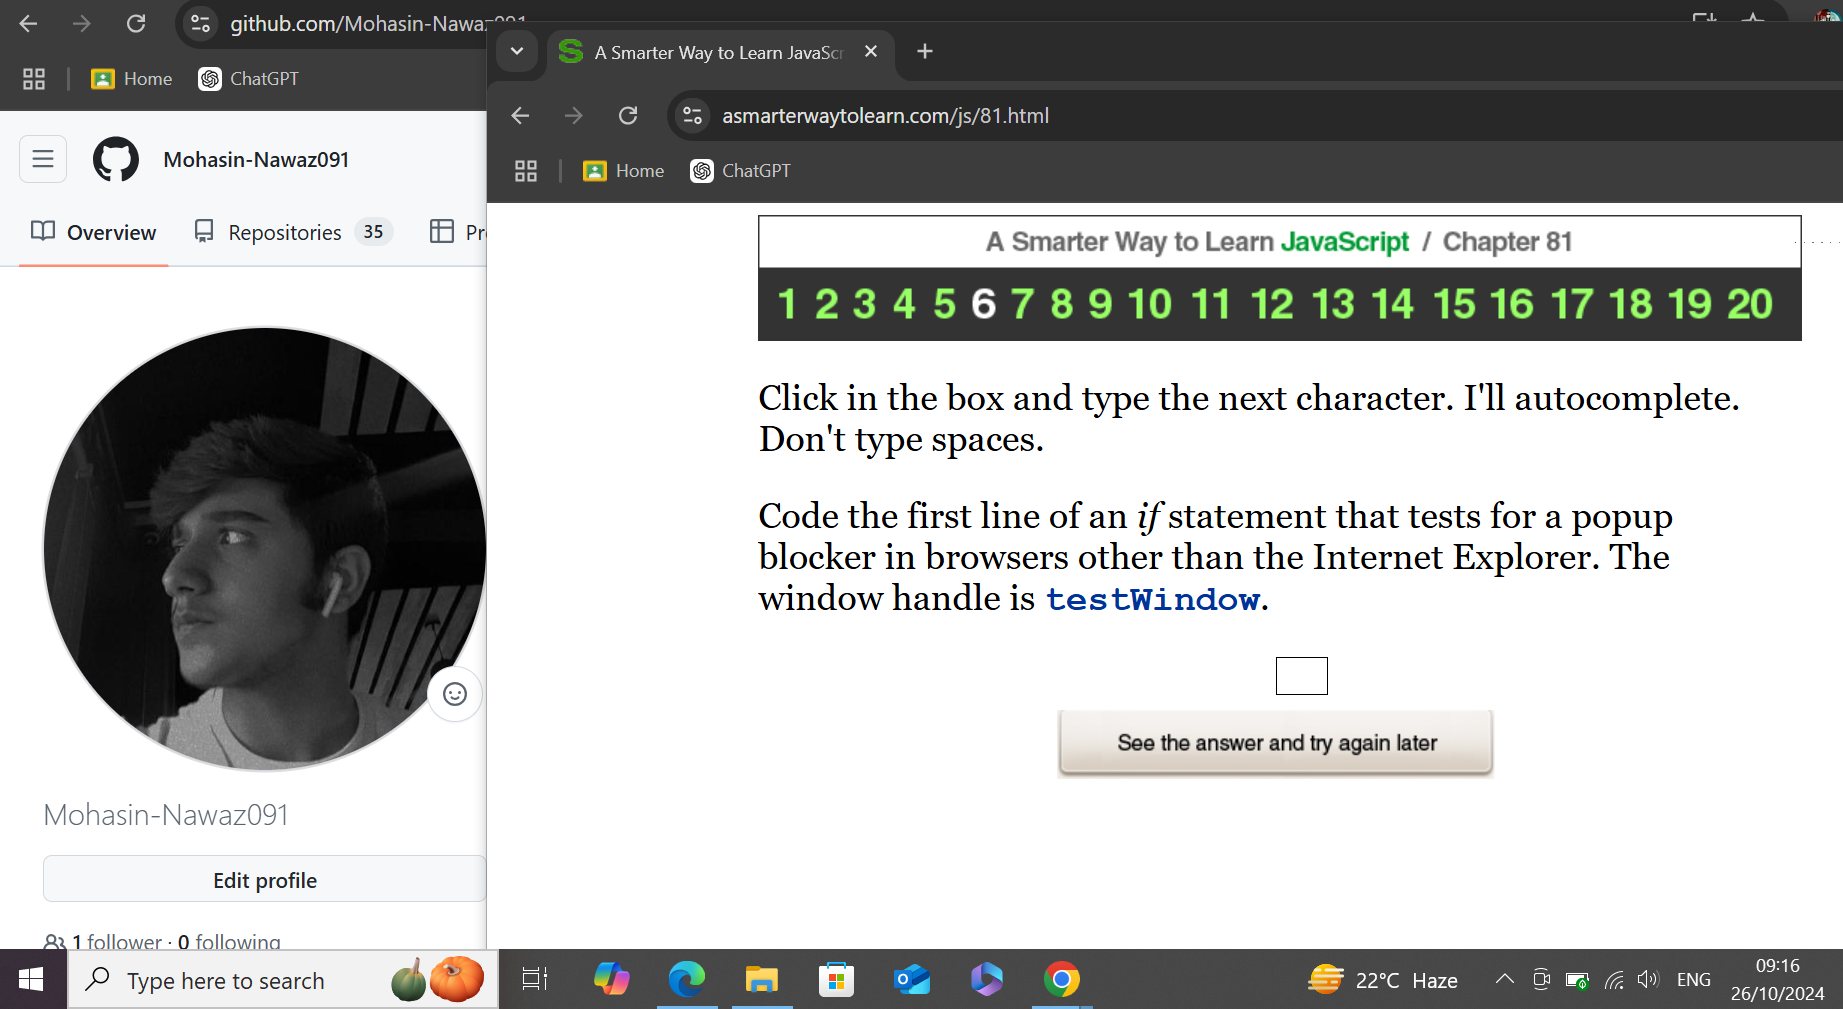 github.com/Mohasin-Nawaz091
Home
ChatGPT
Mohasin-Nawaz091
Overview
Repositories 35
Mohasin-Nawaz091
Edit profile
1 follower · 0 following
A Smarter Way to Learn JavaScr
asmarterwaytolearn.com/js/81.html
Home
ChatGPT
A Smarter Way to Learn JavaScript / Chapter 81
1 2 3 4 5 6 7 8 9 10 11 12 13 14 15 16 17 18 19 20
Click in the box and type the next character. I'll autocomplete.
Don't type spaces.
Code the first line of an if statement that tests for a popup
blocker in browsers other than the Internet Explorer. The
window handle is testWindow.
See the answer and try again later
Type here to search
22°C Haze
ENG
09:16
26/10/2024